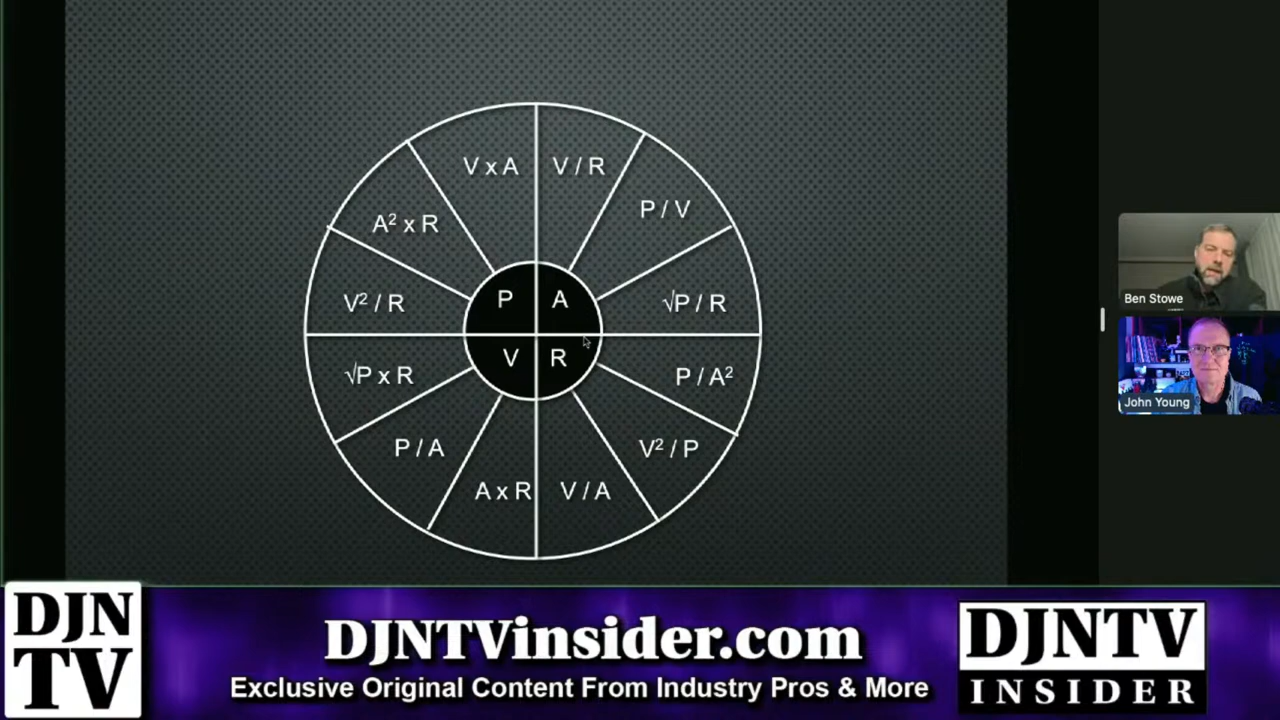 V x A
V / R
A² x R
P / V
V² / R
P
A
√P / R
V
R
√P x R
P / A²
P / A
V² / P
A x R
V / A
Ben Stowe
John Young
DJN
TV
DJNTVinsider.com
Exclusive Original Content From Industry Pros & More
DJNTV
INSIDER